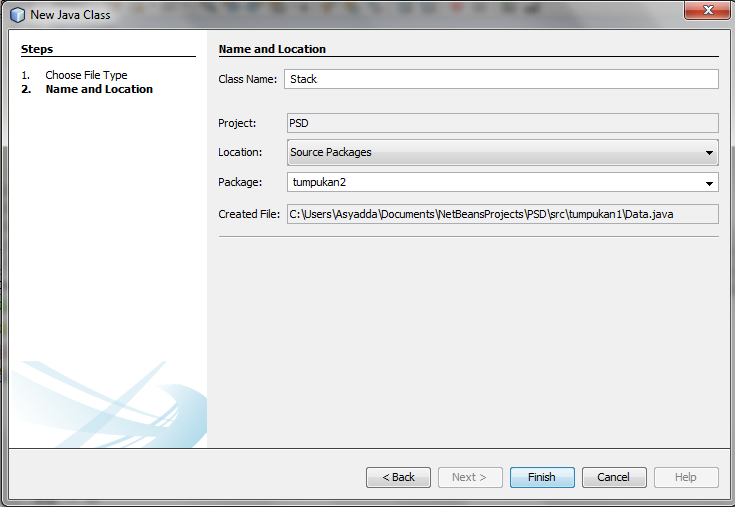 New Java Class
Steps
1. Choose File Type
2. Name and Location
Name and Location
Class Name: Stack
Project: PSD
Location: Source Packages
Package: tumpukan2
Created File: C:\Users\Asyadda\Documents\NetBeansProjects\PSD\src\tumpukan1\Data.java
< Back Next > Finish Cancel Help